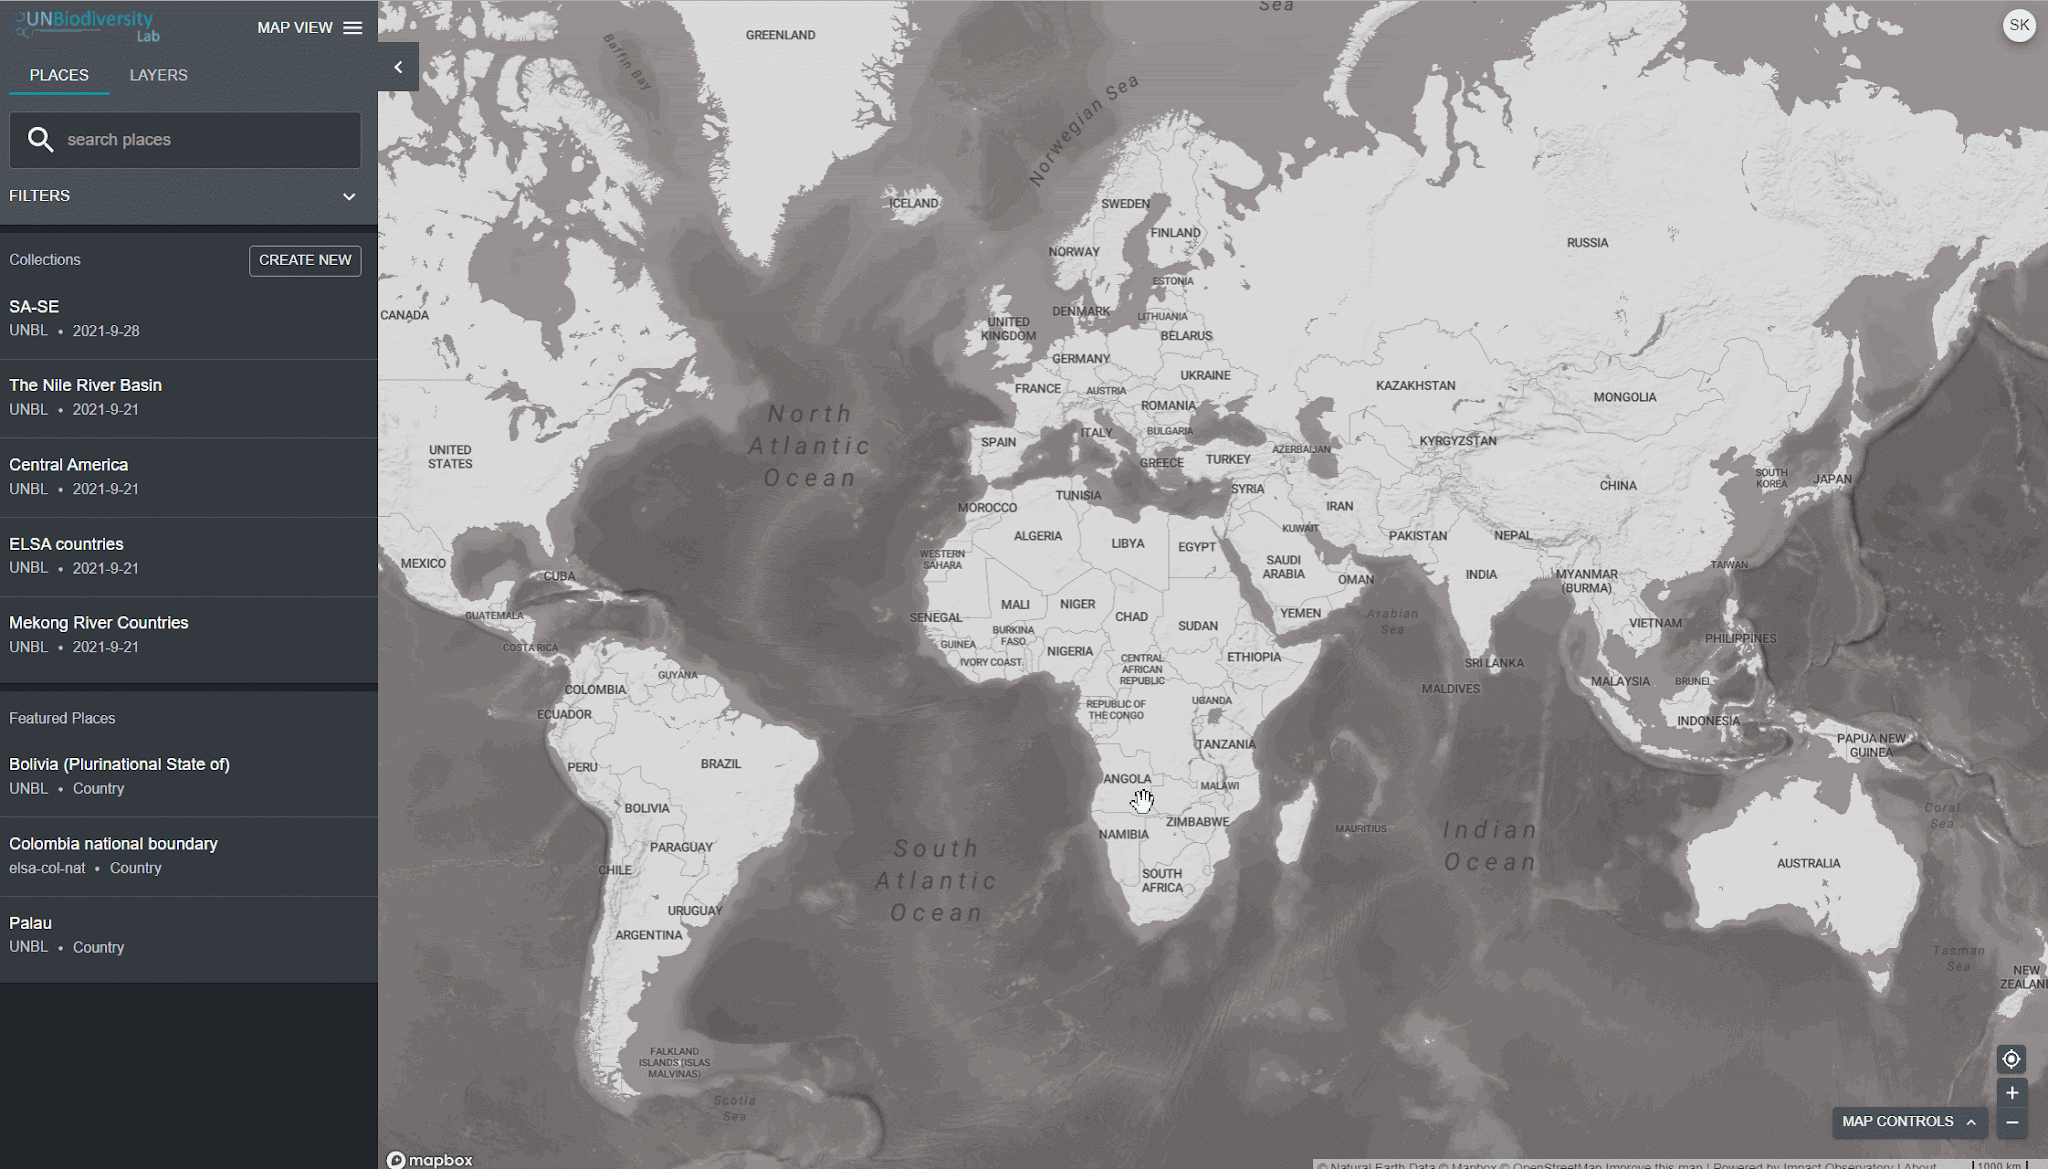 UNBiodiversity
Lab
MAP VIEW
PLACES
LAYERS
search places
FILTERS
Collections
CREATE NEW
SA-SE
UNBL • 2021-9-28
The Nile River Basin
UNBL • 2021-9-21
Central America
UNBL • 2021-9-21
ELSA countries
UNBL • 2021-9-21
Mekong River Countries
UNBL • 2021-9-21
Featured Places
Bolivia (Plurinational State of)
UNBL • Country
Colombia national boundary
elsa-col-nat • Country
Palau
UNBL • Country
SK
Sea
GREENLAND
Baffin Bay
Norwegian Sea
ICELAND
SWEDEN
FINLAND
NORWAY
RUSSIA
ESTONIA
CANADA
DENMARK
LITHUANIA
UNITED
KINGDOM
BELARUS
GERMANY
UKRAINE
FRANCE
AUSTRIA
KAZAKHSTAN
MONGOLIA
ROMANIA
North
Atlantic
Ocean
ITALY
BULGARIA
SPAIN
KYRGYZSTAN
UNITED
STATES
GREECE
TURKEY
AZERBAIJAN
SOUTH
KOREA
JAPAN
CHINA
SYRIA
TUNISIA
MOROCCO
IRAN
KUWAIT
ALGERIA
LIBYA
EGYPT
PAKISTAN
NEPAL
WESTERN
SAHARA
MEXICO
SAUDI
ARABIA
OMAN
INDIA
MYANMAR
(BURMA)
TAIWAN
CUBA
GUATEMALA
MALI
NIGER
CHAD
SUDAN
YEMEN
Arabian
Sea
SENEGAL
BURKINA
FASO
VIETNAM
PHILIPPINES
COSTA RICA
GUINEA
IVORY COAST
NIGERIA
CENTRAL
AFRICAN
REPUBLIC
ETHIOPIA
SRI LANKA
MALDIVES
MALAYSIA
BRUNEI
COLOMBIA
GUYANA
ECUADOR
REPUBLIC OF
THE CONGO
UGANDA
INDONESIA
PAPUA NEW
GUINEA
TANZANIA
PERU
BRAZIL
ANGOLA
MALAWI
BOLIVIA
ZIMBABWE
NAMIBIA
MAURITIUS
Indian
Ocean
Coral
Sea
PARAGUAY
South
Atlantic
Ocean
CHILE
SOUTH
AFRICA
AUSTRALIA
URUGUAY
ARGENTINA
Tasman
Sea
NEW
ZEALAN
FALKLAND
ISLANDS (ISLAS
MALVINAS)
Scotia
Sea
MAP CONTROLS
mapbox
© Natural Earth Data © Mapbox © OpenStreetMap Improve this map | Powered by Impact Observatory | About
1000 km